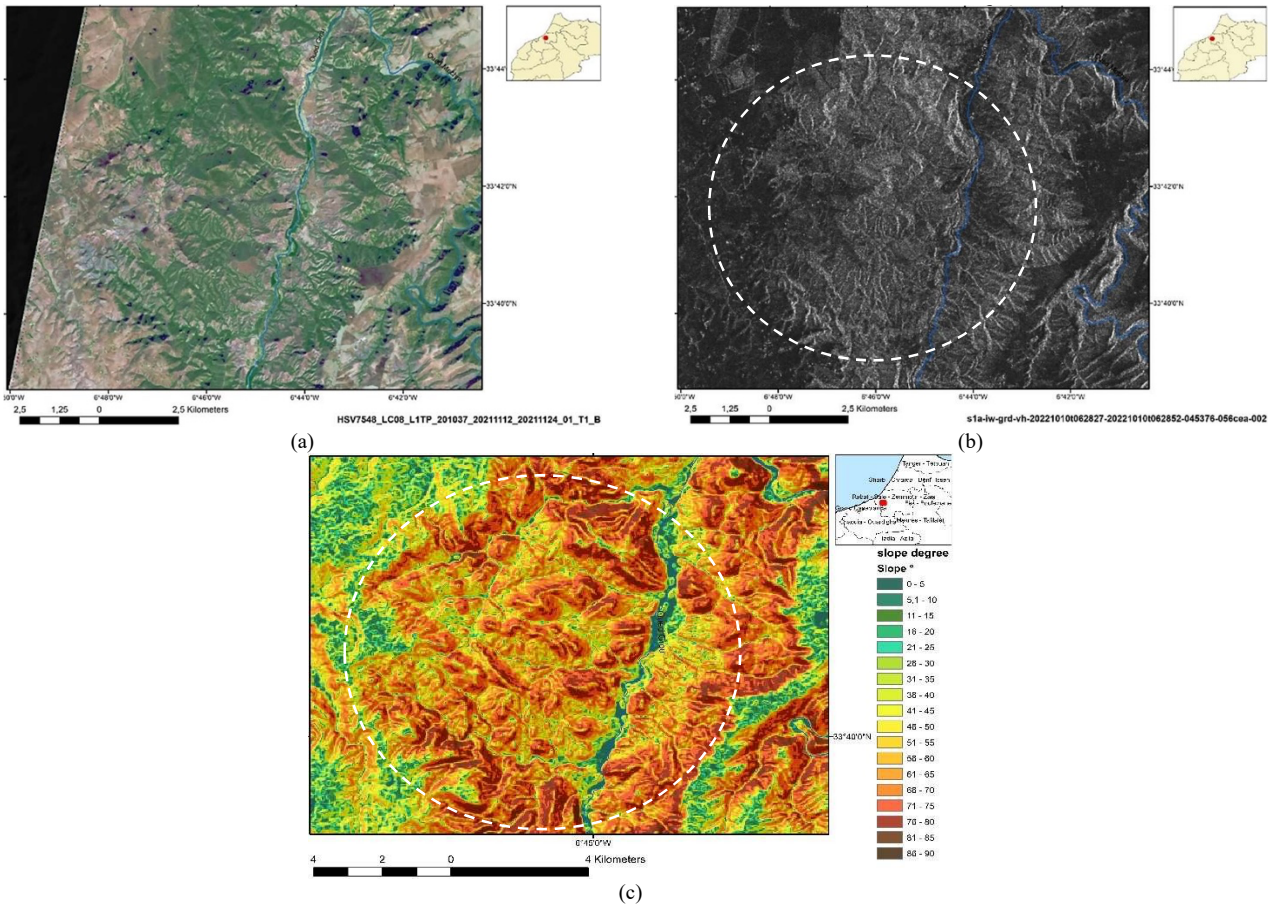 33°44'0"N
33°42'0"N
33°40'0"N
6°48'0"W
6°46'0"W
6°44'0"W
6°42'0"W
2,5 1,25 0 2,5 Kilometers
HSV7548_LC08_L1TP_201037_20211112_20211124_01_T1_B
(a)
33°44'0"N
33°42'0"N
33°40'0"N
6°48'0"W
6°46'0"W
6°44'0"W
6°42'0"W
2,5 1,25 0 2,5 Kilometers
s1a-iw-grd-vh-20221010t062827-20221010t062852-045376-056cea-002
(b)
33°40'0"N
6°45'0"W
4 2 0 4 Kilometers
slope degree
Slope °
0 - 5
5,1 - 10
11 - 15
16 - 20
21 - 25
26 - 30
31 - 35
36 - 40
41 - 45
46 - 50
51 - 55
56 - 60
61 - 65
66 - 70
71 - 75
76 - 80
81 - 85
86 - 90
(c)